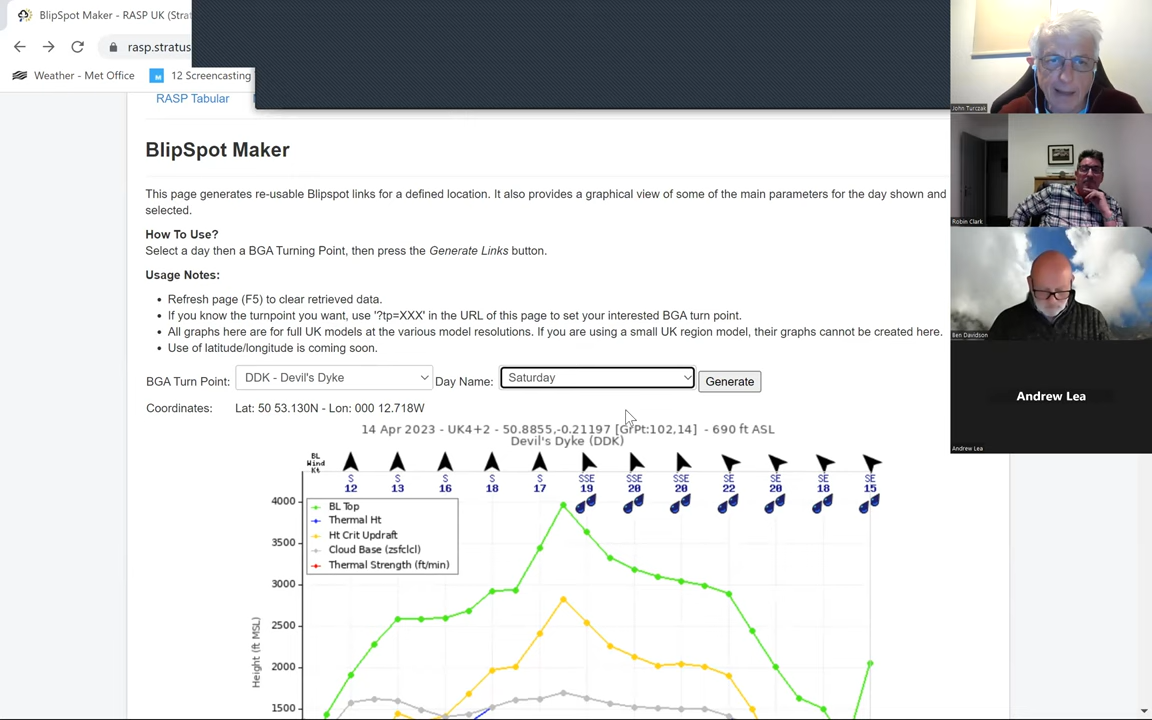 BlipSpot Maker - RASP UK (Strat
rasp.stratus
Weather - Met Office
12 Screencasting
RASP Tabular
BlipSpot Maker
This page generates re-usable Blipspot links for a defined location. It also provides a graphical view of some of the main parameters for the day shown and
selected.
How To Use?
Select a day then a BGA Turning Point, then press the Generate Links button.
Usage Notes:
Refresh page (F5) to clear retrieved data.
If you know the turnpoint you want, use '?tp=XXX' in the URL of this page to set your interested BGA turn point.
All graphs here are for full UK models at the various model resolutions. If you are using a small UK region model, their graphs cannot be created here.
Use of latitude/longitude is coming soon.
BGA Turn Point: DDK - Devil's Dyke Day Name: Saturday Generate
Coordinates: Lat: 50 53.130N - Lon: 000 12.718W
14 Apr 2023 - UK4+2 - 50.8855,-0.21197 [GrPt:102,14] - 690 ft ASL
Devil's Dyke (DDK)
BL
Wind
Kt
S S S S S SSE SSE SSE SE SE SE SE
12 13 16 18 17 19 20 20 22 20 18 15
BL Top
Thermal Ht
Ht Crit Updraft
Cloud Base (zsfclcl)
Thermal Strength (ft/min)
4000
3500
3000
2500
2000
1500
Height (ft MSL)
John Turczak
Robin Clark
Ben Davidson
Andrew Lea
Andrew Lea